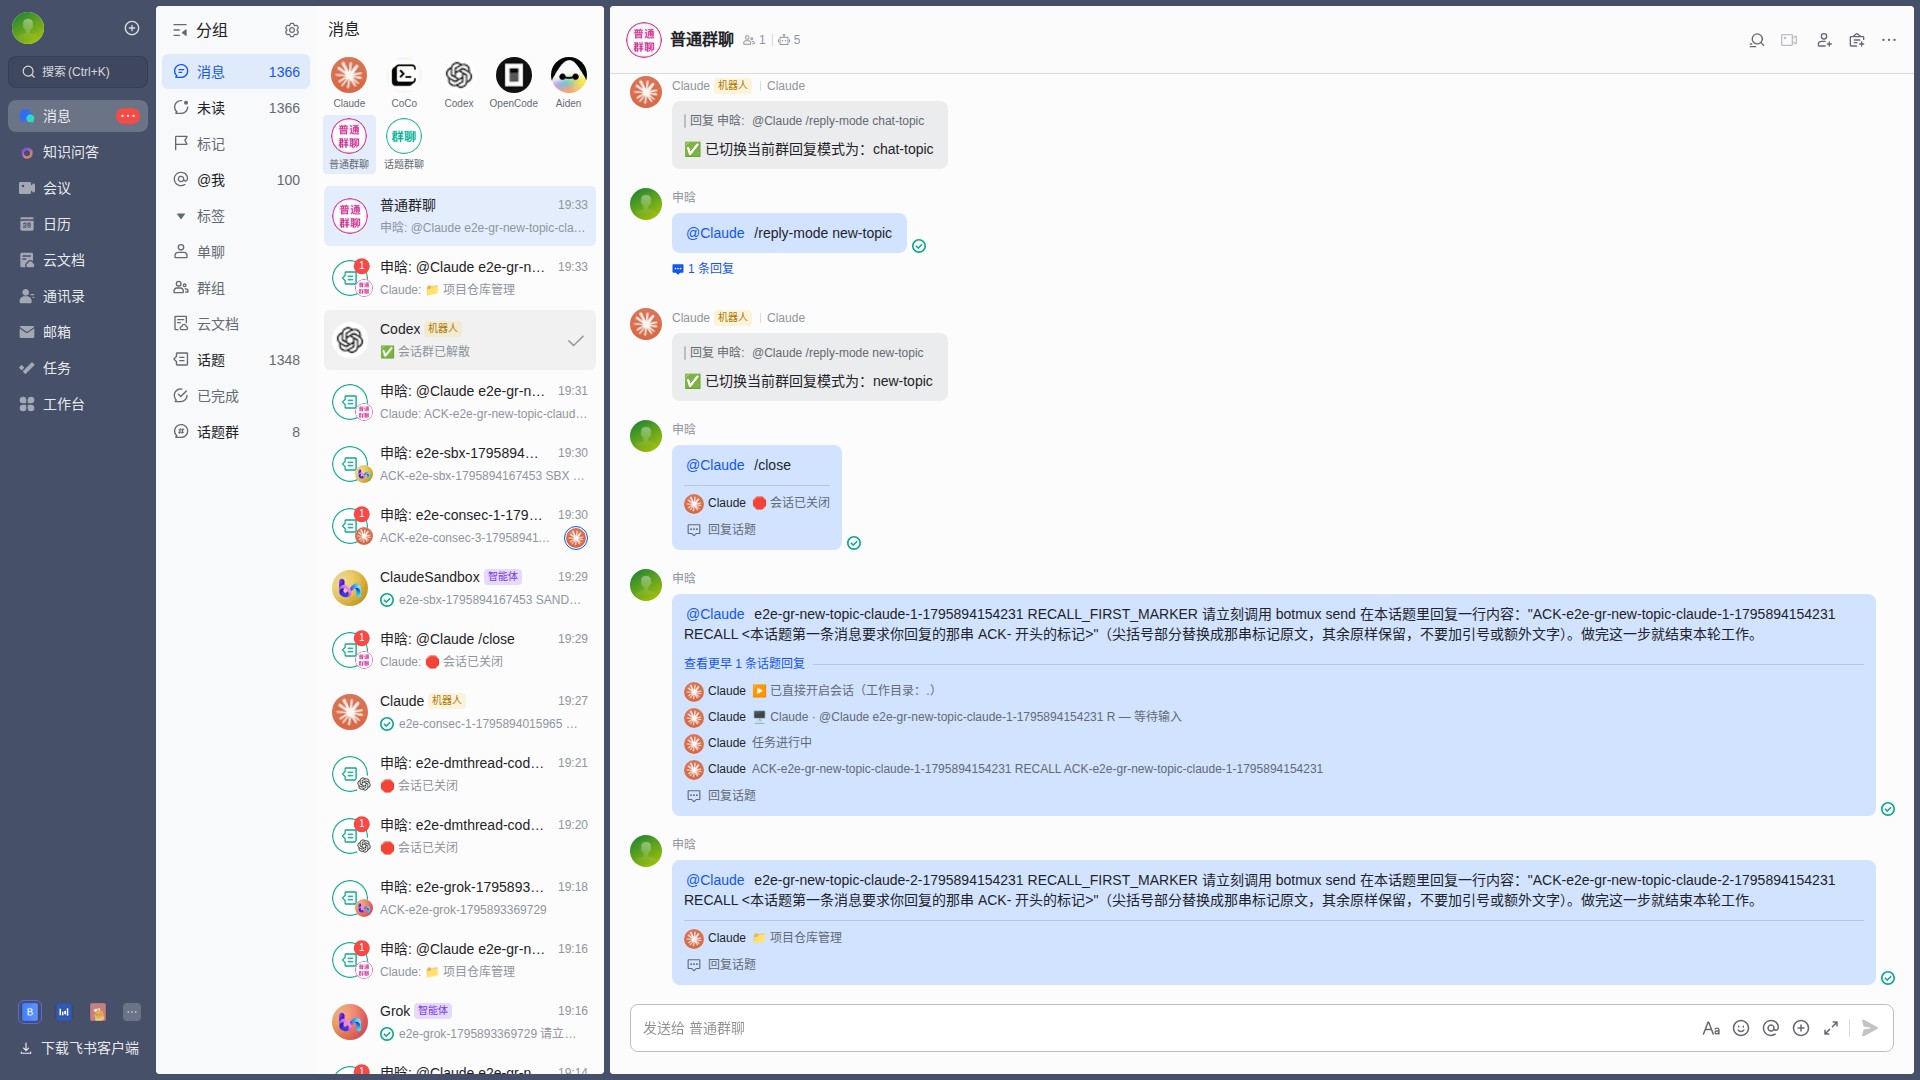 搜索 (Ctrl+K)
消息
知识问答
会议
日历
云文档
通讯录
邮箱
任务
工作台
B
下载飞书客户端
分组
消息 1366
未读 1366
标记
@我 100
标签
单聊
群组
云文档
话题 1348
已完成
话题群 8
消息
Claude CoCo Codex OpenCode Aiden
普通群聊 群聊
普通群聊 话题群聊
普通群聊
普通群聊 19:33
申晗: @Claude e2e-gr-new-topic-cla…
1
申晗: @Claude e2e-gr-n… 19:33
Claude: 📁 项目仓库管理
Codex 机器人
✅ 会话群已解散
申晗: @Claude e2e-gr-n… 19:31
Claude: ACK-e2e-gr-new-topic-claud…
申晗: e2e-sbx-1795894… 19:30
ACK-e2e-sbx-1795894167453 SBX …
1
申晗: e2e-consec-1-179… 19:30
ACK-e2e-consec-3-17958941…
ClaudeSandbox 智能体 19:29
e2e-sbx-1795894167453 SAND…
1
申晗: @Claude /close 19:29
Claude: 🛑 会话已关闭
Claude 机器人 19:27
e2e-consec-1-1795894015965 …
1
申晗: e2e-dmthread-cod… 19:21
🛑 会话已关闭
1
申晗: e2e-dmthread-cod… 19:20
🛑 会话已关闭
申晗: e2e-grok-1795893… 19:18
ACK-e2e-grok-1795893369729
1
申晗: @Claude e2e-gr-n… 19:16
Claude: 📁 项目仓库管理
Grok 智能体 19:16
e2e-grok-1795893369729 请立…
1
申晗: @Claude e2e-gr-n… 19:14
普通群聊
普通群聊 1 5
Claude 机器人 Claude
回复 申晗：@Claude /reply-mode chat-topic
✅ 已切换当前群回复模式为：chat-topic
申晗
@Claude /reply-mode new-topic
1 条回复
Claude 机器人 Claude
回复 申晗：@Claude /reply-mode new-topic
✅ 已切换当前群回复模式为：new-topic
申晗
@Claude /close
Claude 🛑 会话已关闭
回复话题
申晗
@Claude e2e-gr-new-topic-claude-1-1795894154231 RECALL_FIRST_MARKER 请立刻调用 botmux send 在本话题里回复一行内容："ACK-e2e-gr-new-topic-claude-1-1795894154231
RECALL <本话题第一条消息要求你回复的那串 ACK- 开头的标记>"（尖括号部分替换成那串标记原文，其余原样保留，不要加引号或额外文字）。做完这一步就结束本轮工作。
查看更早 1 条话题回复
Claude ▶️ 已直接开启会话（工作目录：.）
Claude 🖥️ Claude · @Claude e2e-gr-new-topic-claude-1-1795894154231 R — 等待输入
Claude 任务进行中
Claude ACK-e2e-gr-new-topic-claude-1-1795894154231 RECALL ACK-e2e-gr-new-topic-claude-1-1795894154231
回复话题
申晗
@Claude e2e-gr-new-topic-claude-2-1795894154231 RECALL_FIRST_MARKER 请立刻调用 botmux send 在本话题里回复一行内容："ACK-e2e-gr-new-topic-claude-2-1795894154231
RECALL <本话题第一条消息要求你回复的那串 ACK- 开头的标记>"（尖括号部分替换成那串标记原文，其余原样保留，不要加引号或额外文字）。做完这一步就结束本轮工作。
Claude 📁 项目仓库管理
回复话题
发送给 普通群聊
Aa